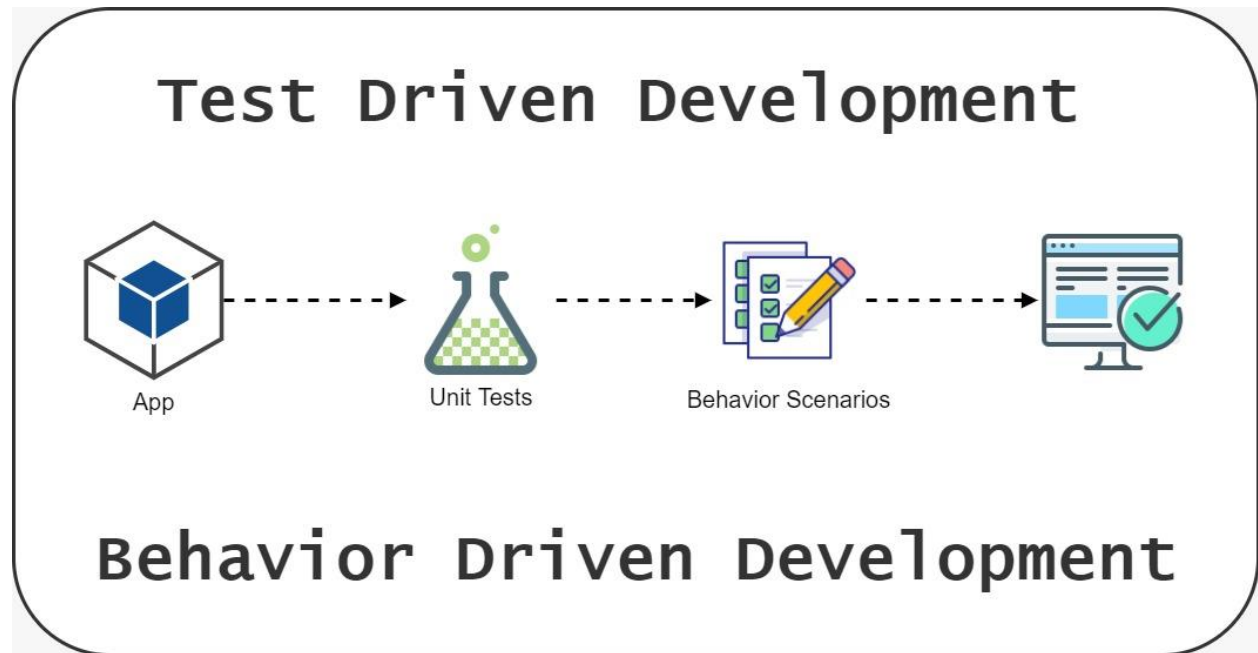 Test Driven Development
App
Unit Tests
Behavior Scenarios
Behavior Driven Development